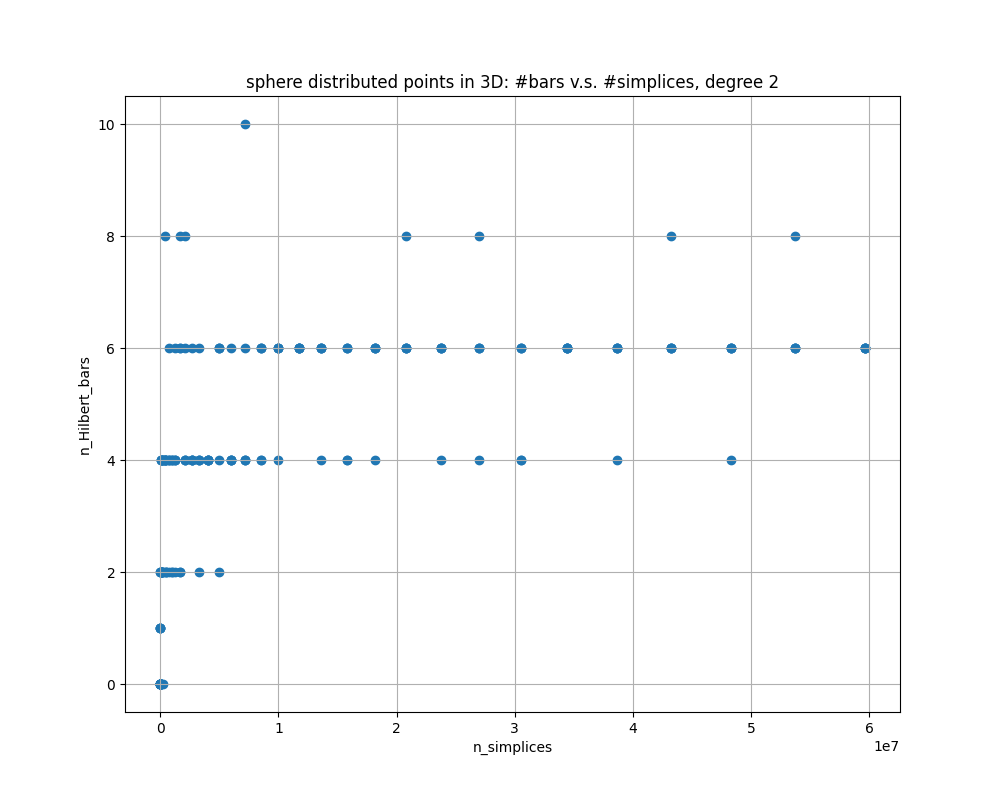 sphere distributed points in 3D: #bars v.s. #simplices, degree 2
10
8
6
4
2
0
n_Hilbert_bars
0 1 2 3 4 5 6
1e7
n_simplices